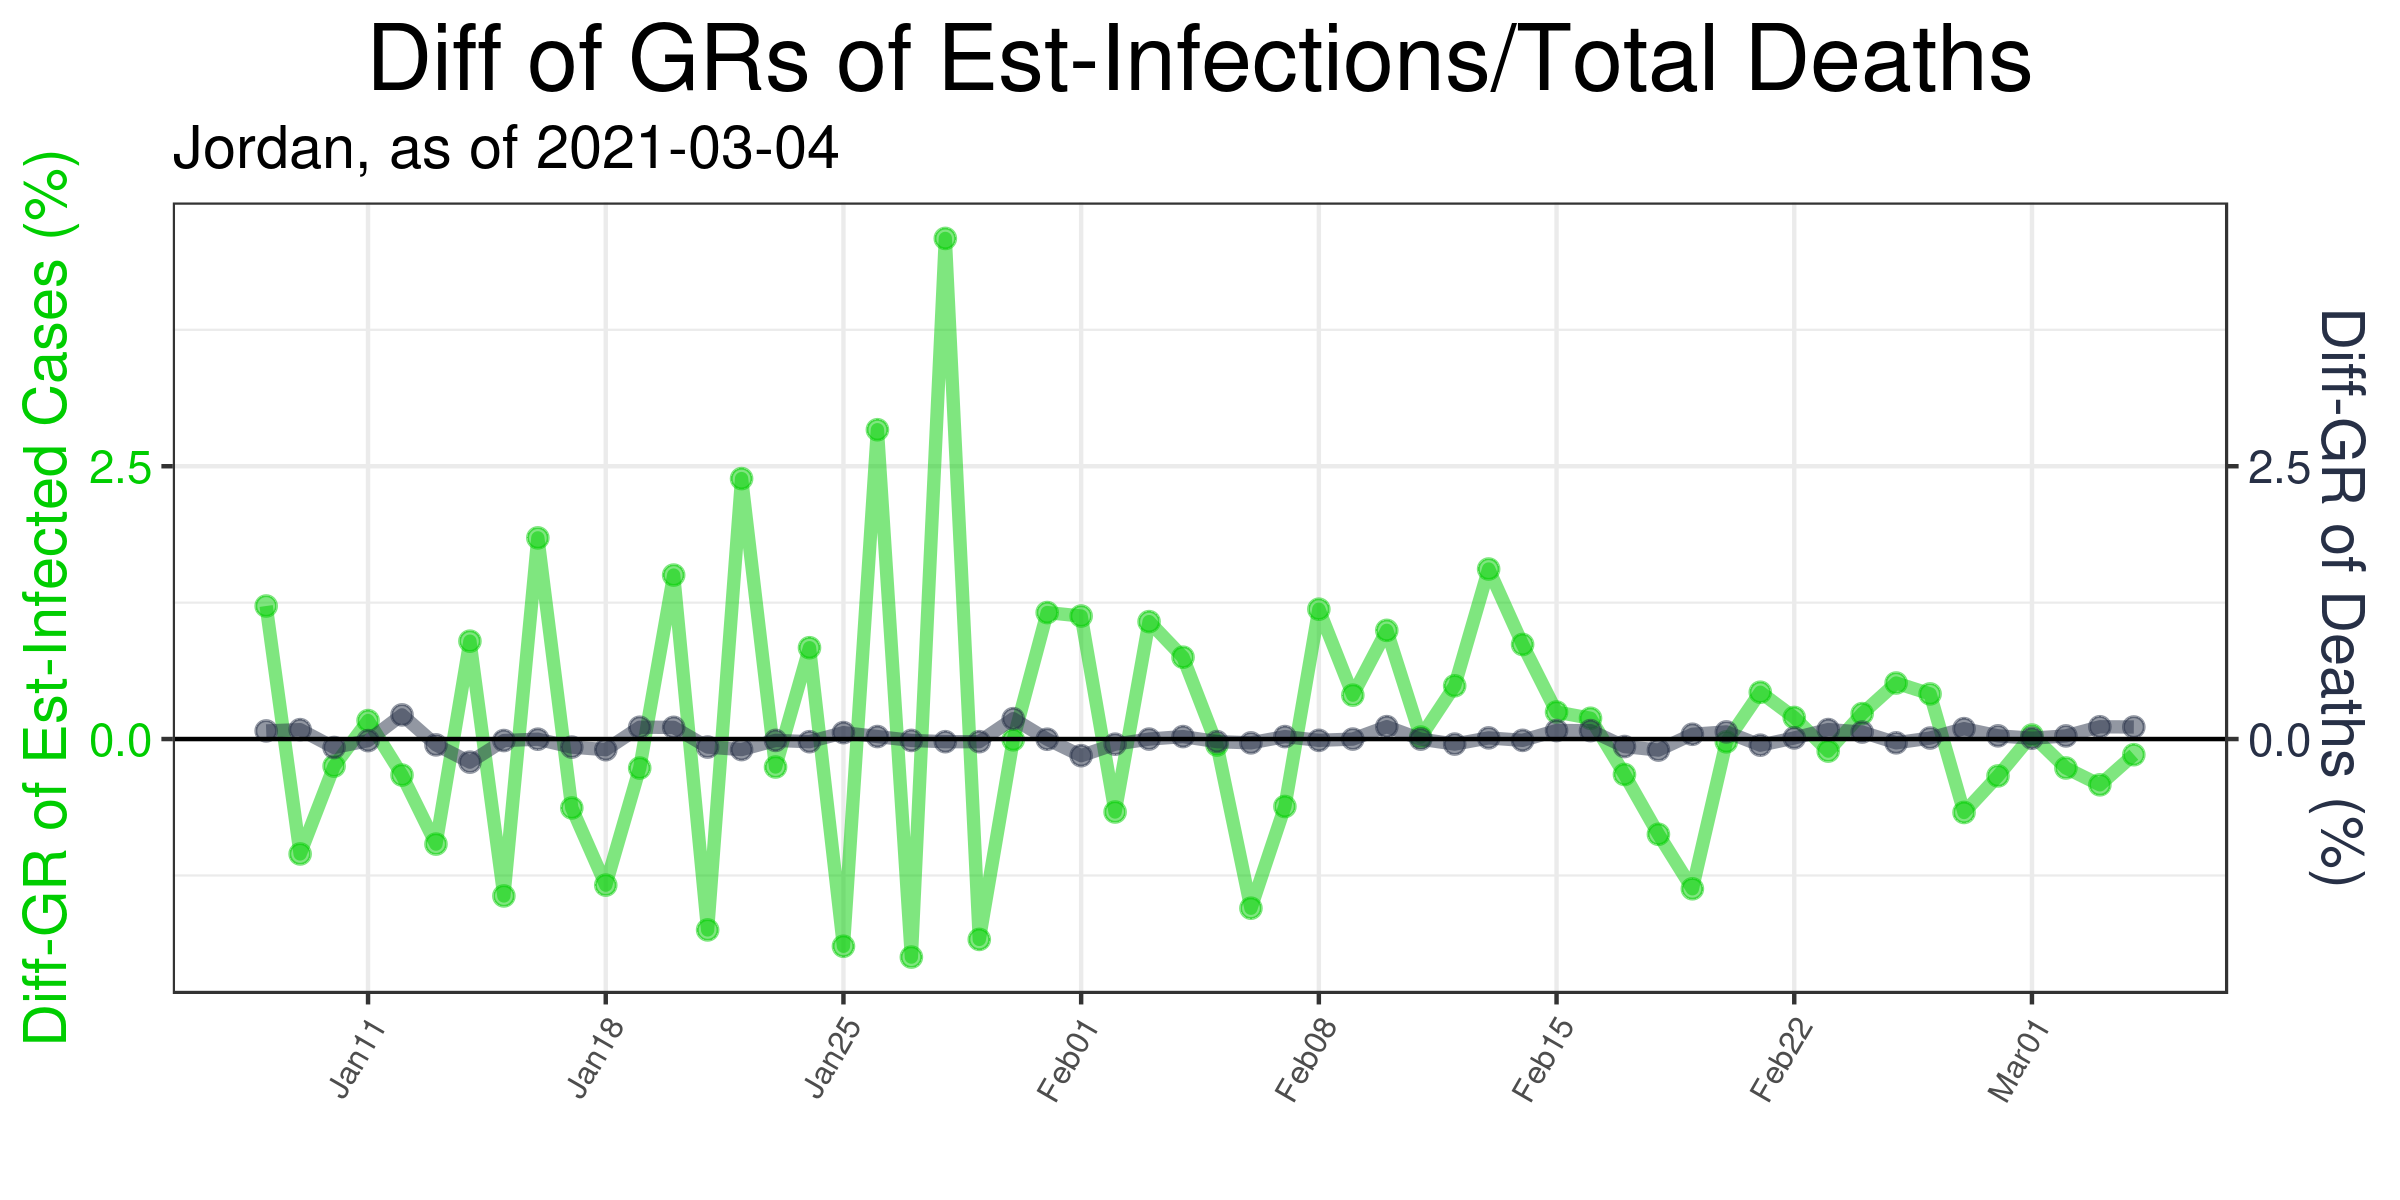 Diff of GRs of Est-Infections/Total Deaths
Jordan, as of 2021-03-04
Diff-GR of Est-Infected Cases (%)
2.5
0.0
2.5
0.0
Diff-GR of Deaths (%)
Jan11
Jan18
Jan25
Feb01
Feb08
Feb15
Feb22
Mar01